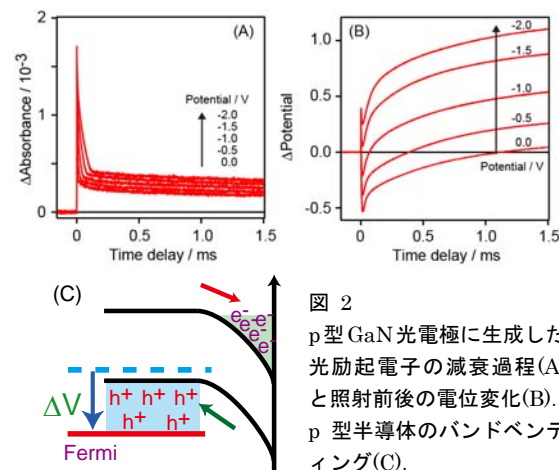 (A)
ΔAbsorbance / 10⁻³
2
1
0
Potential / V
-2.0
-1.5
-1.0
-0.5
0.0
0 0.5 1.0 1.5
Time delay / ms
(B)
ΔPotential
1.0
0.5
0.0
-0.5
-2.0
-1.5
-1.0
-0.5
0.0
Potential / V
0 0.5 1.0 1.5
Time delay / ms
(C)
e⁻ e⁻ e⁻
e⁻ e⁻
e⁻
ΔV
h⁺ h⁺ h⁺
h⁺ h⁺
Fermi
図 2
p型GaN光電極に生成した
光励起電子の減衰過程(A
と照射前後の電位変化(B).
p 型半導体のバンドベンデ
ィング(C).